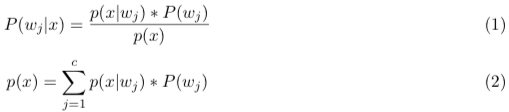 P(w_j|x) = \frac{p(x|w_j) * P(w_j)}{p(x)} (1)
p(x) = \sum_{j=1}^{c} p(x|w_j) * P(w_j) (2)